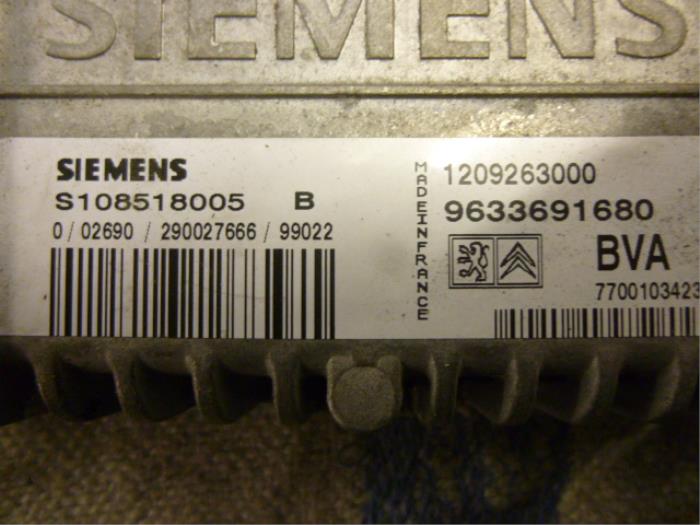 SIEMENS
SIEMENS
S108518005 B
0 / 02690 / 290027666 / 99022
MADEINFRANCE
1209263000
9633691680
BVA
7700103423